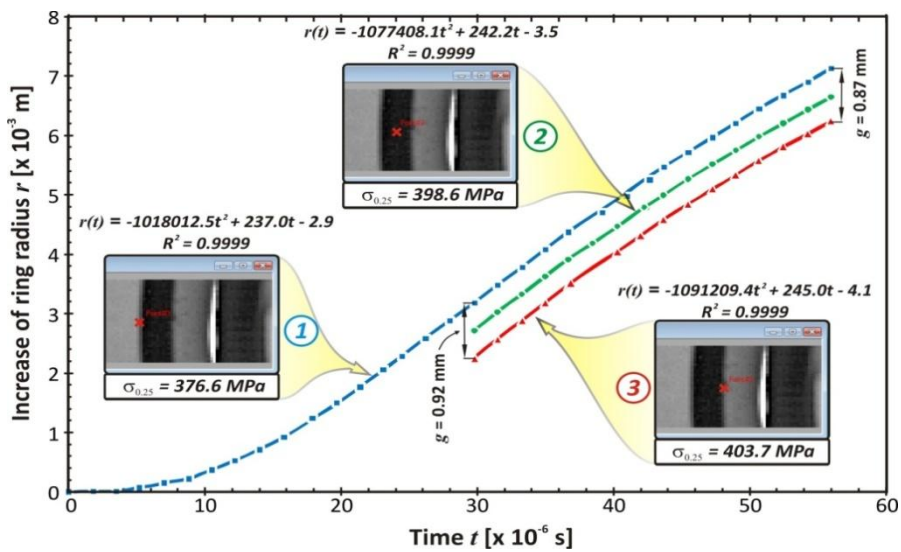 r(t) = -1077408.1t² + 242.2t - 3.5
R² = 0.9999
2
σ0.25 = 398.6 MPa
g = 0.87 mm
r(t) = -1018012.5t² + 237.0t - 2.9
R² = 0.9999
1
σ0.25 = 376.6 MPa
r(t) = -1091209.4t² + 245.0t - 4.1
R² = 0.9999
3
σ0.25 = 403.7 MPa
g = 0.92 mm
Increase of ring radius r [x 10⁻³ m]
8
7
6
5
4
3
2
1
0
0 10 20 30 40 50 60
Time t [x 10⁻⁶ s]